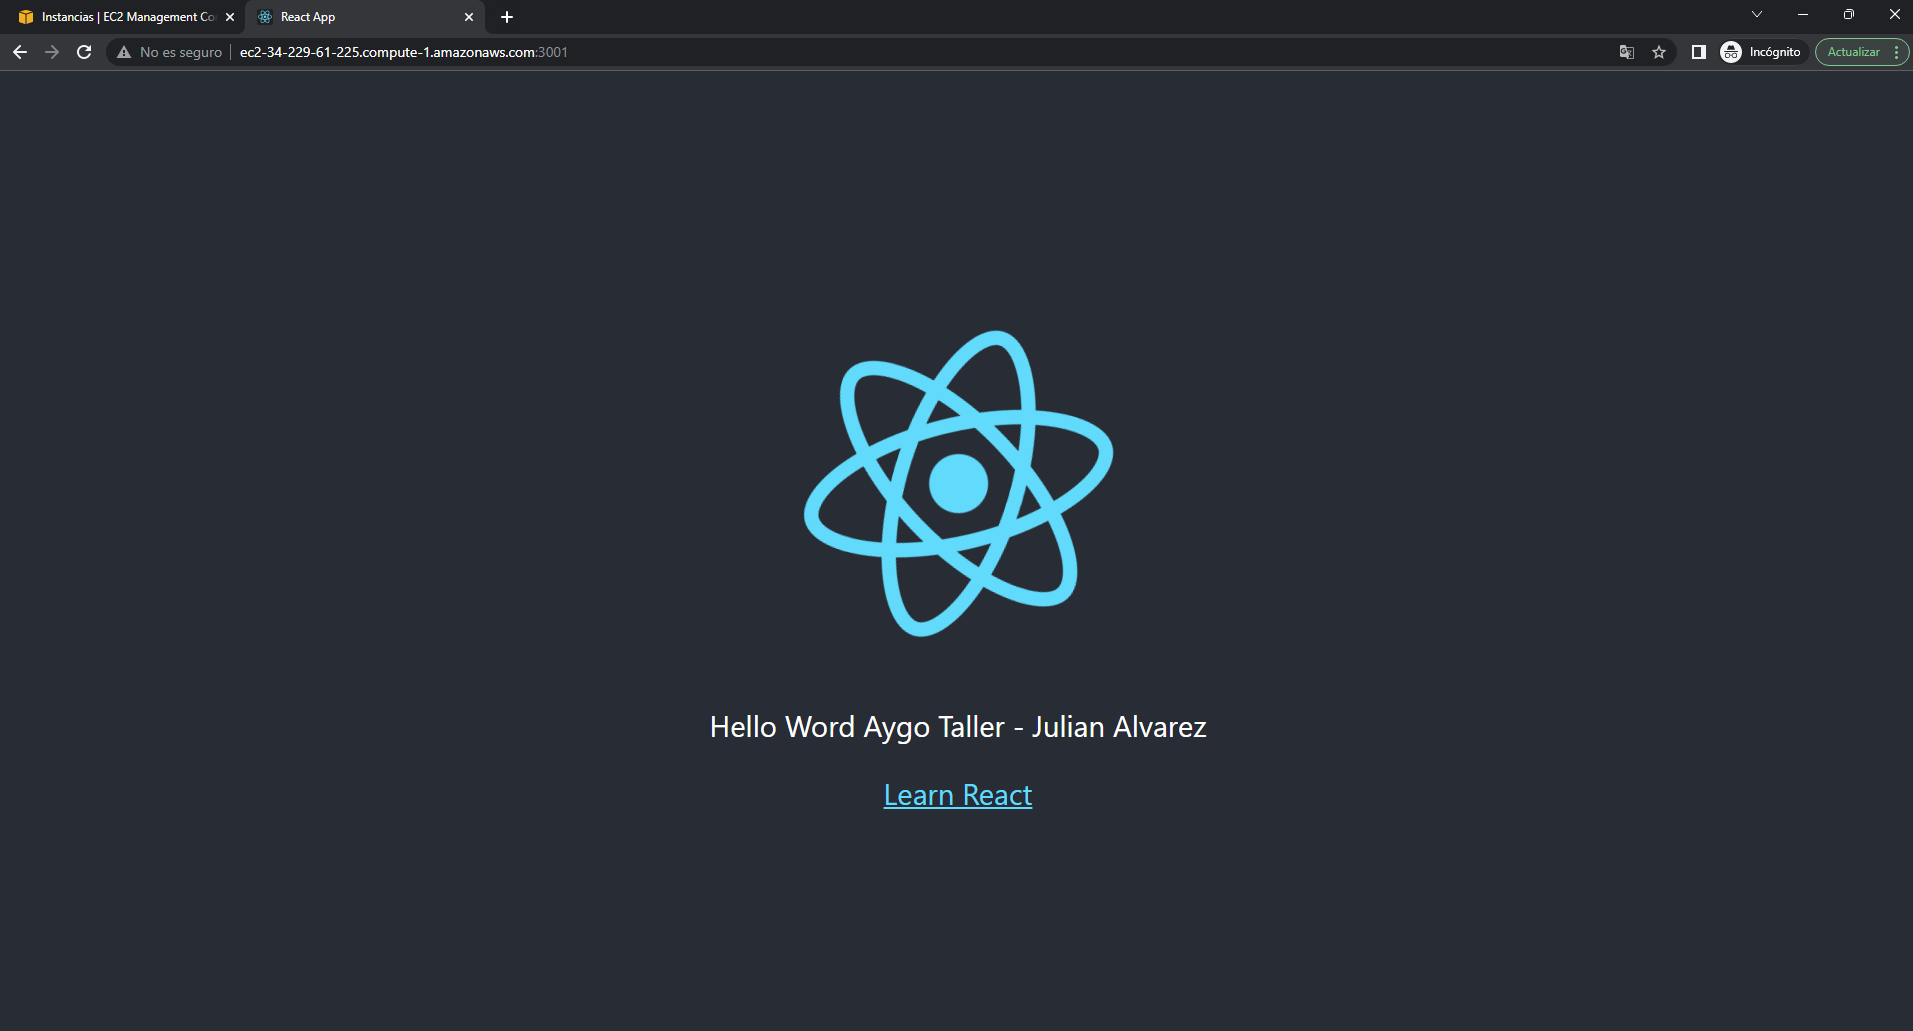 Instancias | EC2 Management Co
React App
No es seguro
ec2-34-229-61-225.compute-1.amazonaws.com:3001
Incógnito
Actualizar
Hello Word Aygo Taller - Julian Alvarez
Learn React